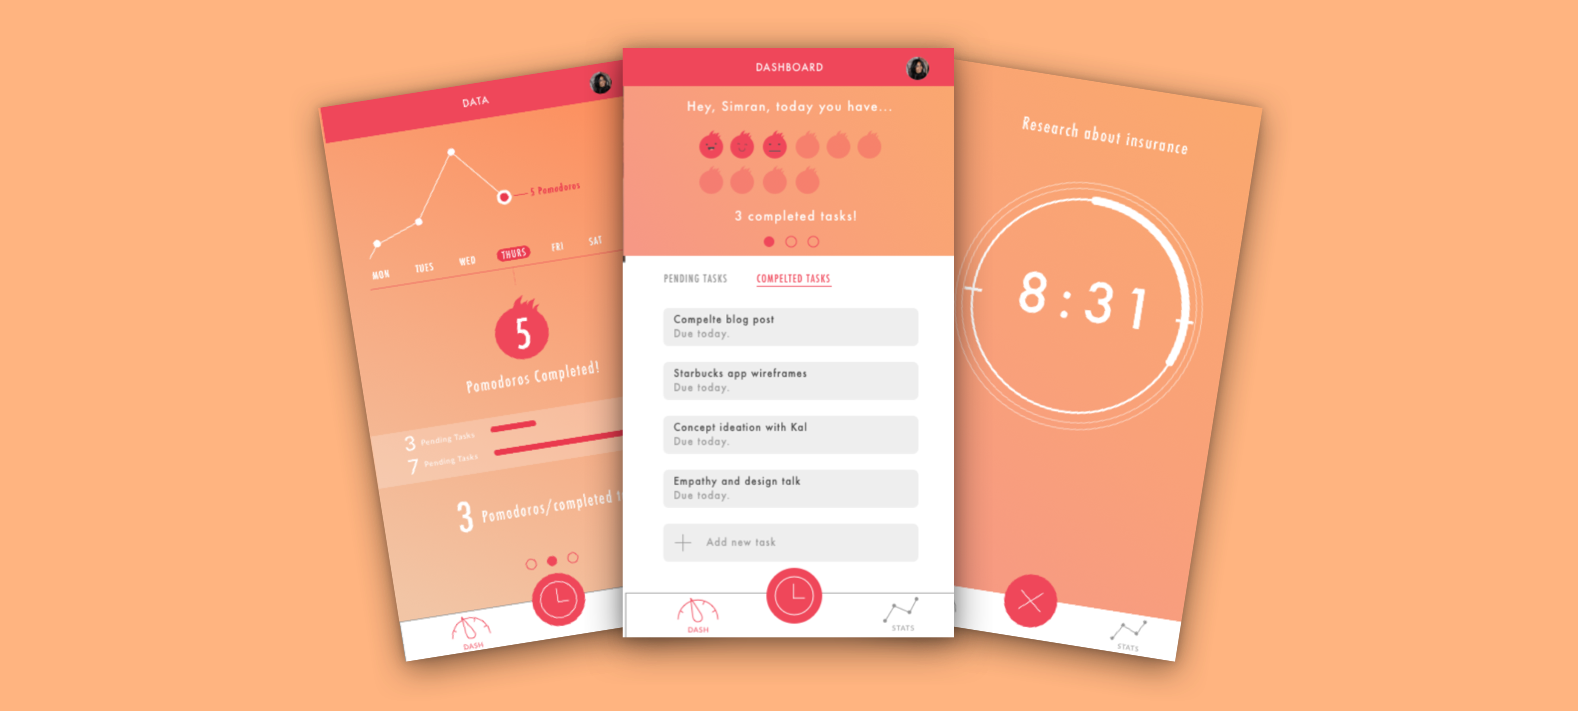 DATA
5 Pomodoros
MON TUES WED THURS FRI SAT
5
Pomodoros Completed!
3 Pending Tasks
7 Pending Tasks
3 Pomodoros/completed
DASH
DASHBOARD
Hey, Simran, today you have...
3 completed tasks!
PENDING TASKS COMPELTED TASKS
Compelte blog post
Due today.
Starbucks app wireframes
Due today.
Concept ideation with Kal
Due today.
Empathy and design talk
Due today.
Add new task
DASH STATS
Research about insurance
8:31
STATS